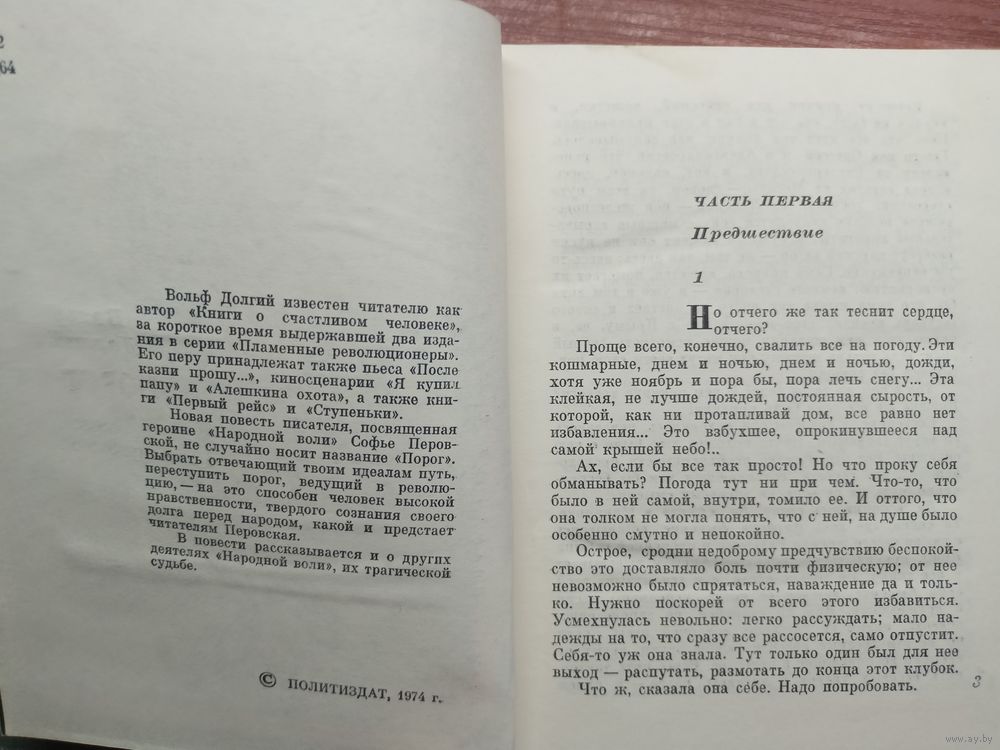 2
64
Вольф Долгий известен читателю как
автор «Книги о счастливом человеке»,
за короткое время выдержавшей два изда-
ния в серии «Пламенные революционеры».
Его перу принадлежат также пьеса «После
казни прошу...», киносценарии «Я купил
папу» и «Алешкина охота», а также кни-
ги «Первый рейс» и «Ступеньки».
Новая повесть писателя, посвященная
героине «Народной воли» Софье Перов-
ской, не случайно носит название «Порог».
Выбрать отвечающий твоим идеалам путь,
переступить порог, ведущий в револю-
цию, — на это способен человек высокой
нравственности, твердого сознания своего
долга перед народом, какой и предстает
читателям Перовская.
В повести рассказывается и о других
деятелях «Народной воли», их трагической
судьбе.
© ПОЛИТИЗДАТ, 1974 г.
ЧАСТЬ ПЕРВАЯ
Предшествие
1
Но отчего же так теснит сердце,
отчего?
Проще всего, конечно, свалить все на погоду. Эти
кошмарные, днем и ночью, днем и ночью, дожди,
хотя уже ноябрь и пора бы, пора лечь снегу... Эта
клейкая, не лучше дождей, постоянная сырость, от
которой, как ни протапливай дом, все равно нет
избавления... Это взбухшее, опрокинувшееся над
самой крышей небо!..
Ах, если бы все так просто! Но что проку себя
обманывать? Погода тут ни при чем. Что-то, что
было в ней самой, внутри, томило ее. И оттого, что
она толком не могла понять, что с ней, на душе было
особенно смутно и непокойно.
Острое, сродни недоброму предчувствию беспокой-
ство это доставляло боль почти физическую; от нее
невозможно было спрятаться, наваждение да и толь-
ко. Нужно поскорей от всего этого избавиться.
Усмехнулась невольно: легко рассуждать; мало на-
дежды на то, что сразу все рассосется, само отпустит.
Себя-то уж она знала. Тут только один был для нее
выход — распутать, размотать до конца этот клубок.
Что ж, сказала она себе. Надо попробовать.
3
www.ay.by